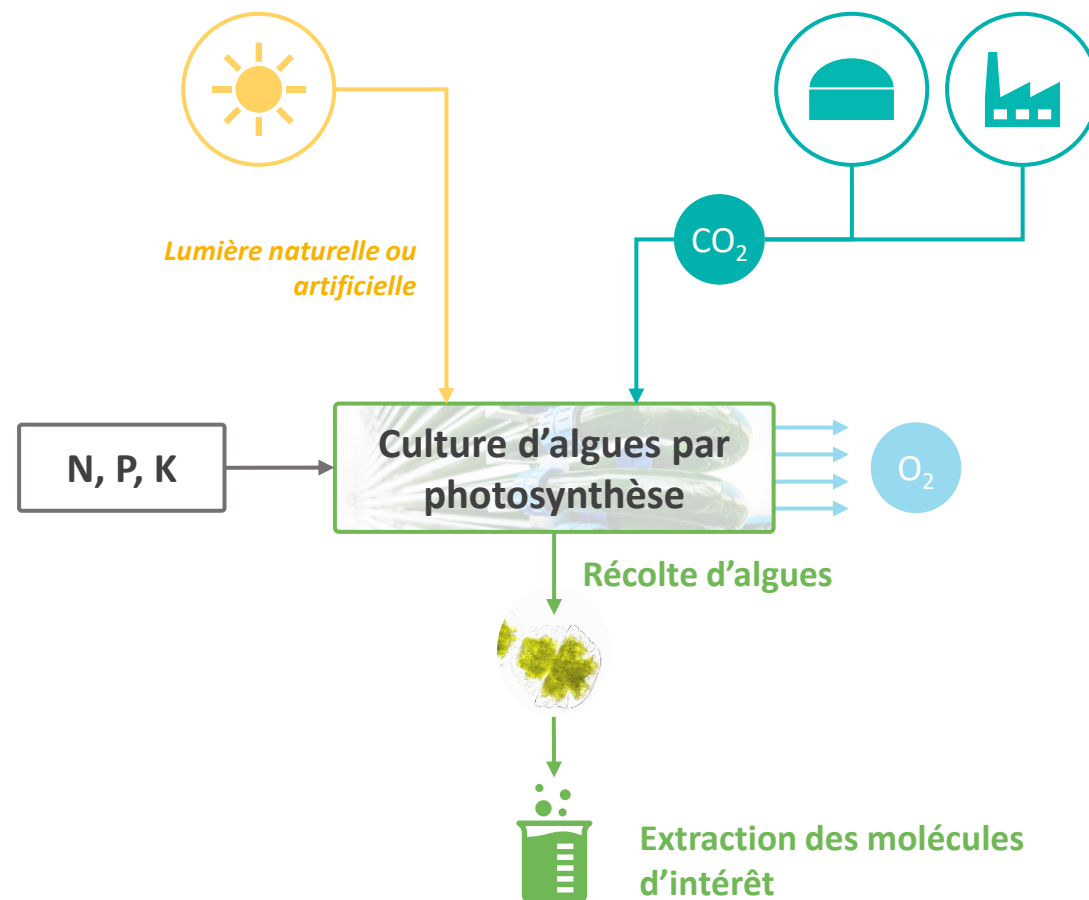 CO₂
Lumière naturelle ou
artificielle
N, P, K
Culture d’algues par
photosynthèse
O₂
Récolte d’algues
Extraction des molécules
d’intérêt